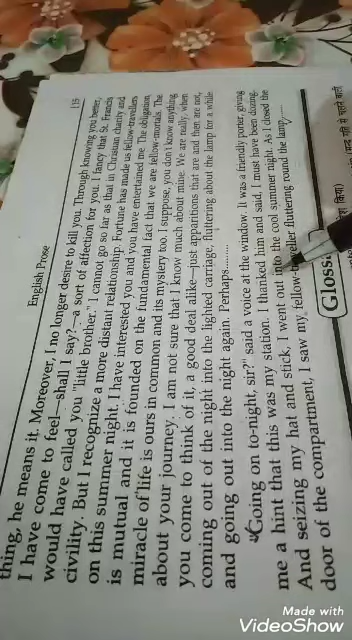 English Prose 135
thing, he means it. Moreover, I no longer desire to kill you. Through knowing you better,
I have come to feel—shall I say?—a sort of affection for you. I fancy that St. Francis
would have called you "little brother." I cannot go so far as that in Christian charity and
civility. But I recognize a more distant relationship. Fortune has made us fellow-travellers
on this summer night. I have interested you and you have entertained me. The obligation
is mutual and it is founded on the fundamental fact that we are fellow-mortals. The
miracle of life is ours in common and its mystery too. I suppose, you don't know anything
about your journey. I am not sure that I know much about mine. We are really, when
you come to think of it, a good deal alike—just apparitions that are and then are not,
coming out of the night into the lighted carriage, fluttering about the lamp for a while
and going out into the night again. Perhaps........
"Going on to-night, sir?" said a voice at the window. It was a friendly porter, giving
me a hint that this was my station. I thanked him and said, I must have been dozing.
And seizing my hat and stick, I went out into the cool summer night. As I closed the
door of the compartment, I saw my fellow-traveller fluttering round the lamp,....
Gloss
Made with
VideoShow